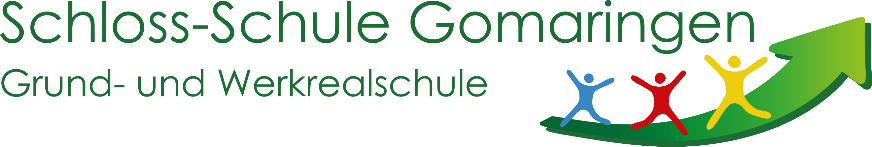 Schloss-Schule Gomaringen
Grund- und Werkrealschule